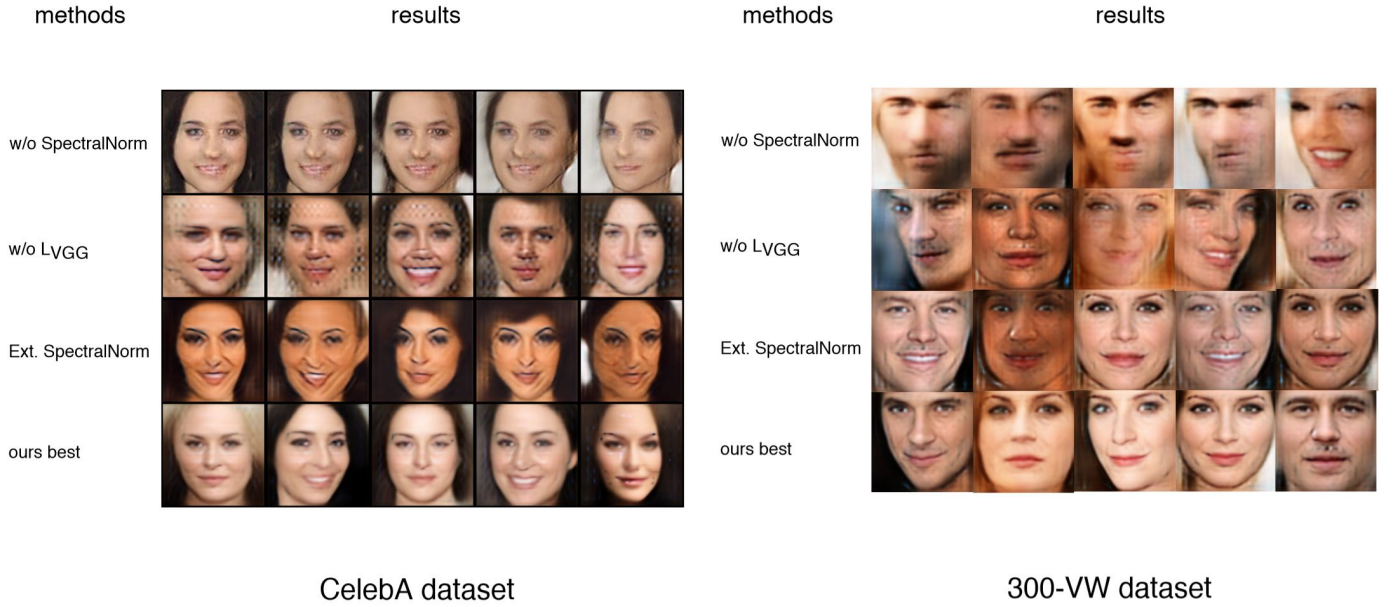 methods results methods results
w/o SpectralNorm
w/o LVGG
Ext. SpectralNorm
ours best
w/o SpectralNorm
w/o LVGG
Ext. SpectralNorm
ours best
CelebA dataset
300-VW dataset